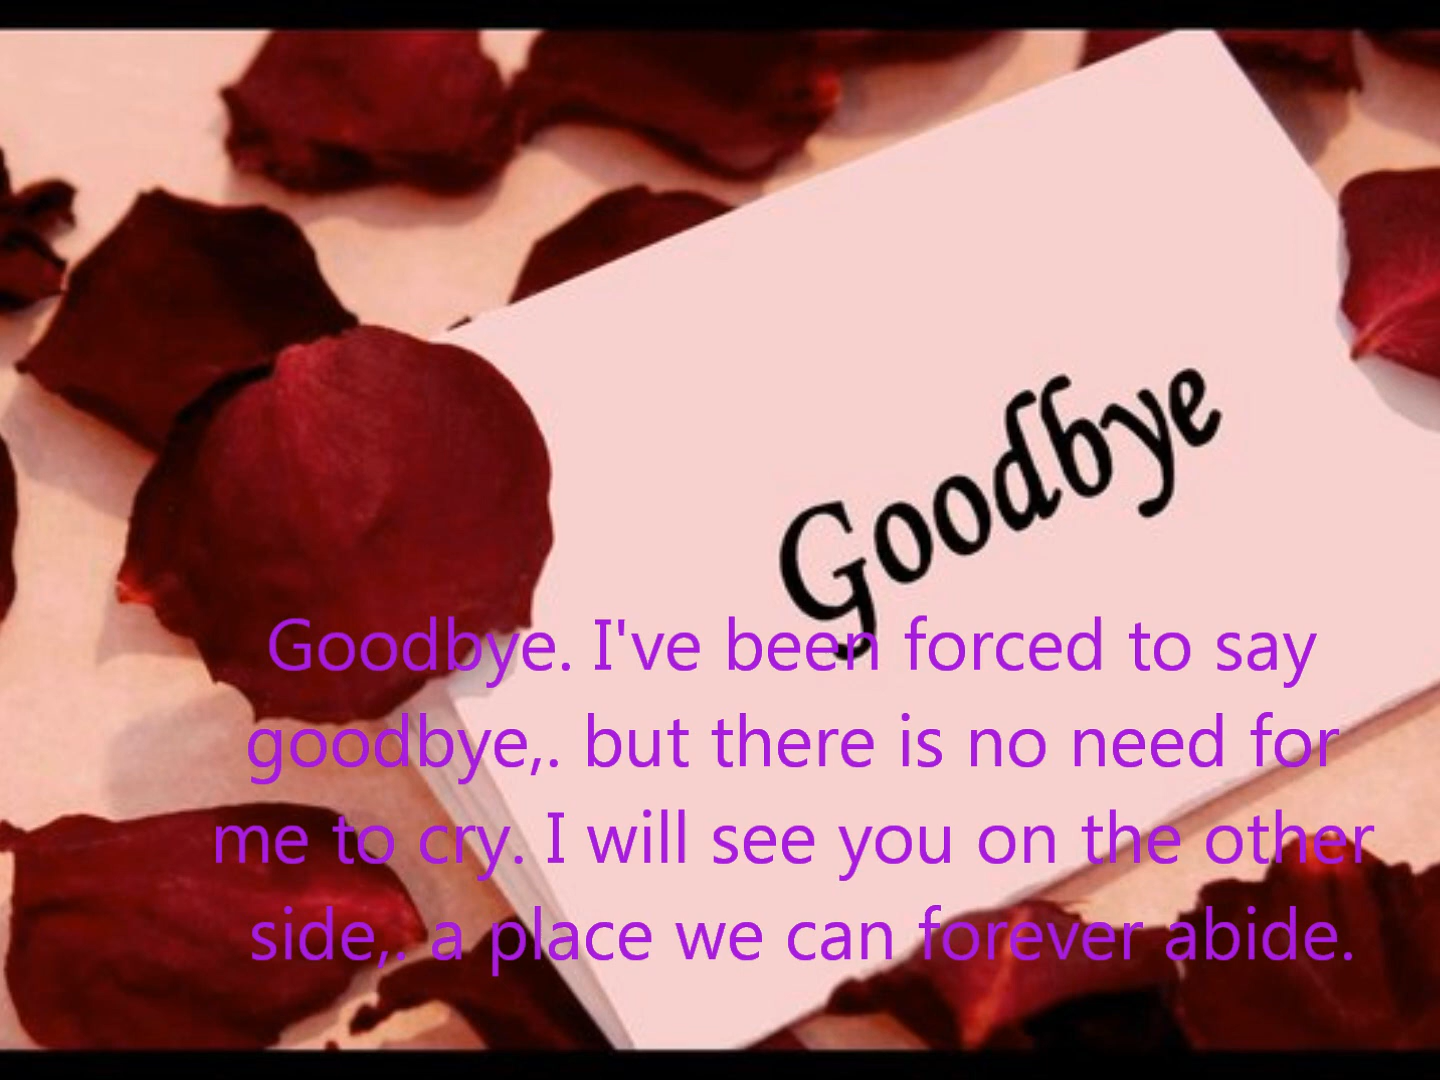 Goodbye
Goodbye. I've been forced to say
goodbye,. but there is no need for
me to cry. I will see you on the other
side,. a place we can forever abide.